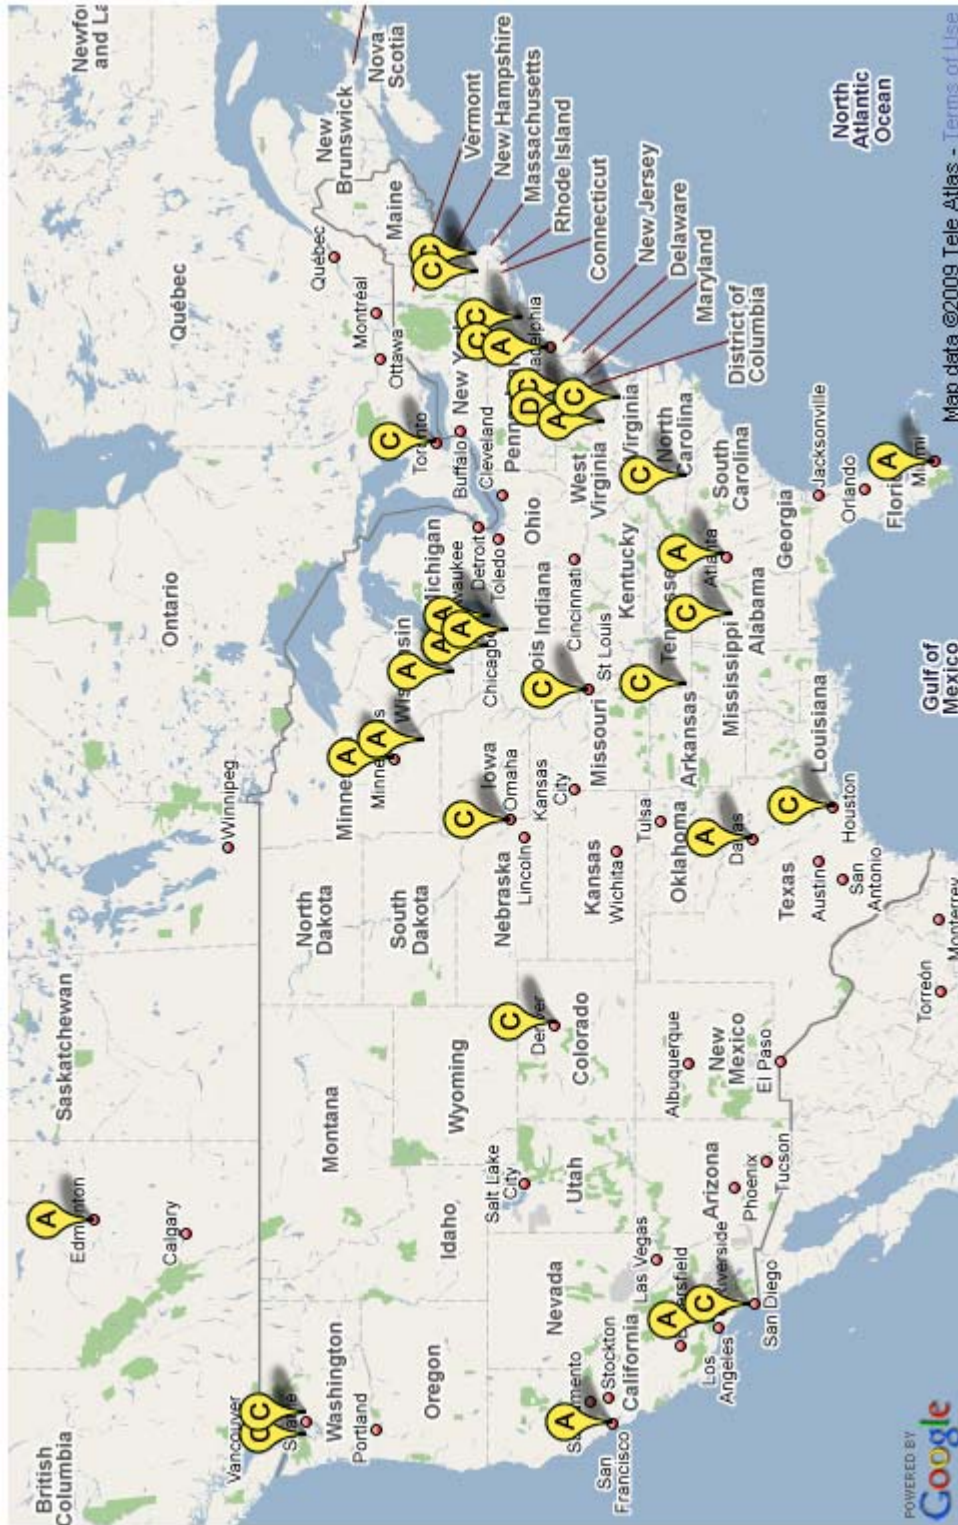 British
Columbia
Saskatchewan
Ontario
Québec
Newfou
and La
Edmonton
Calgary
Winnipeg
Vancouver
Québec
New
Brunswick
Nova
Scotia
Montréal
Ottawa
Maine
Toronto
Washington
Portland
Montana
North
Dakota
South
Dakota
Oregon
Idaho
Wyoming
Nebraska
Lincoln
Omaha
Iowa
Michigan
Buffalo
Cleveland
Detroit
Toledo
Chicago
Vermont
New Hampshire
Massachusetts
Rhode Island
Connecticut
New Jersey
Delaware
Maryland
District of
Columbia
Salt Lake
City
Utah
Nevada
Stockton
San
Francisco
California
Las Vegas
Los
Angeles
San Diego
Arizona
Phoenix
Tucson
Denver
Colorado
Albuquerque
New
Mexico
El Paso
Kansas
Wichita
Kansas
City
Missouri
St Louis
Indiana
Ohio
Cincinnati
West
Virginia
Virginia
Kentucky
North
Carolina
South
Carolina
Tulsa
Oklahoma
Arkansas
Mississippi
Alabama
Atlanta
Georgia
Dallas
Texas
Austin
San
Antonio
Houston
Louisiana
Jacksonville
Orlando
Miami
Torreón
Monterrey
Gulf of
Mexico
North
Atlantic
Ocean
A
C
D
POWERED BY
Google
Map data ©2009 Tele Atlas - Terms of Use